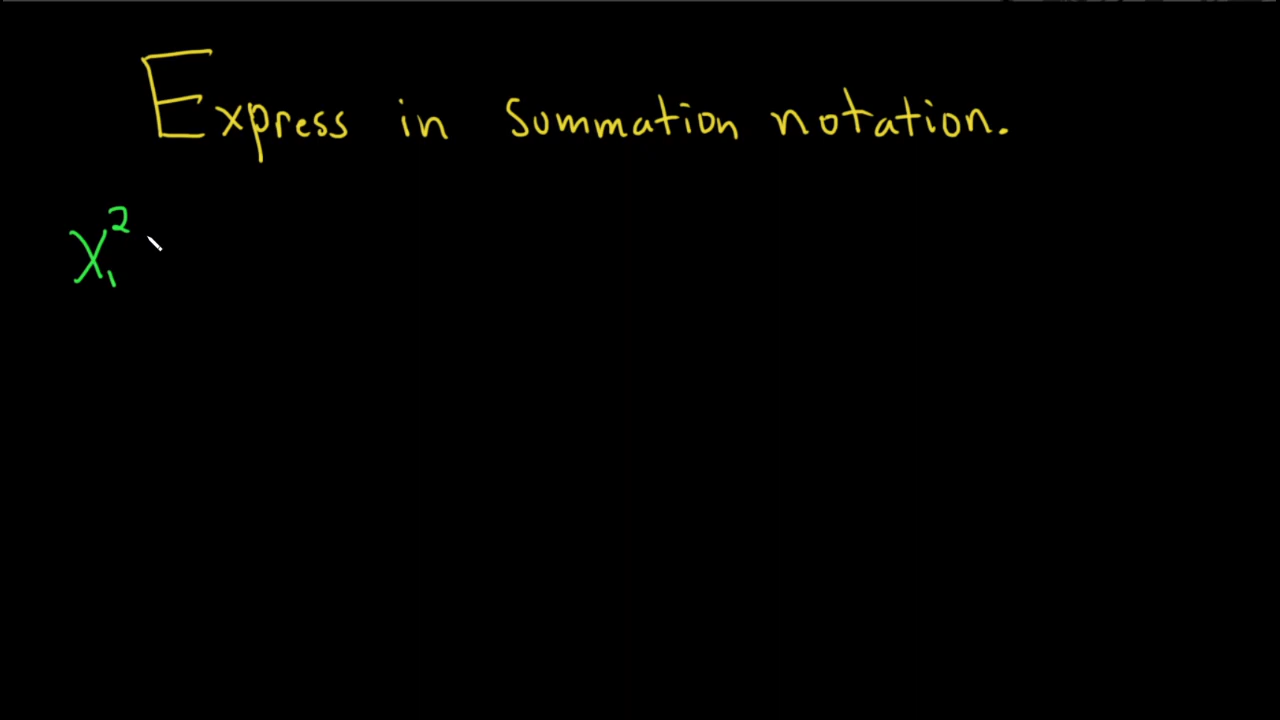 Express in summation notation.
x₁²